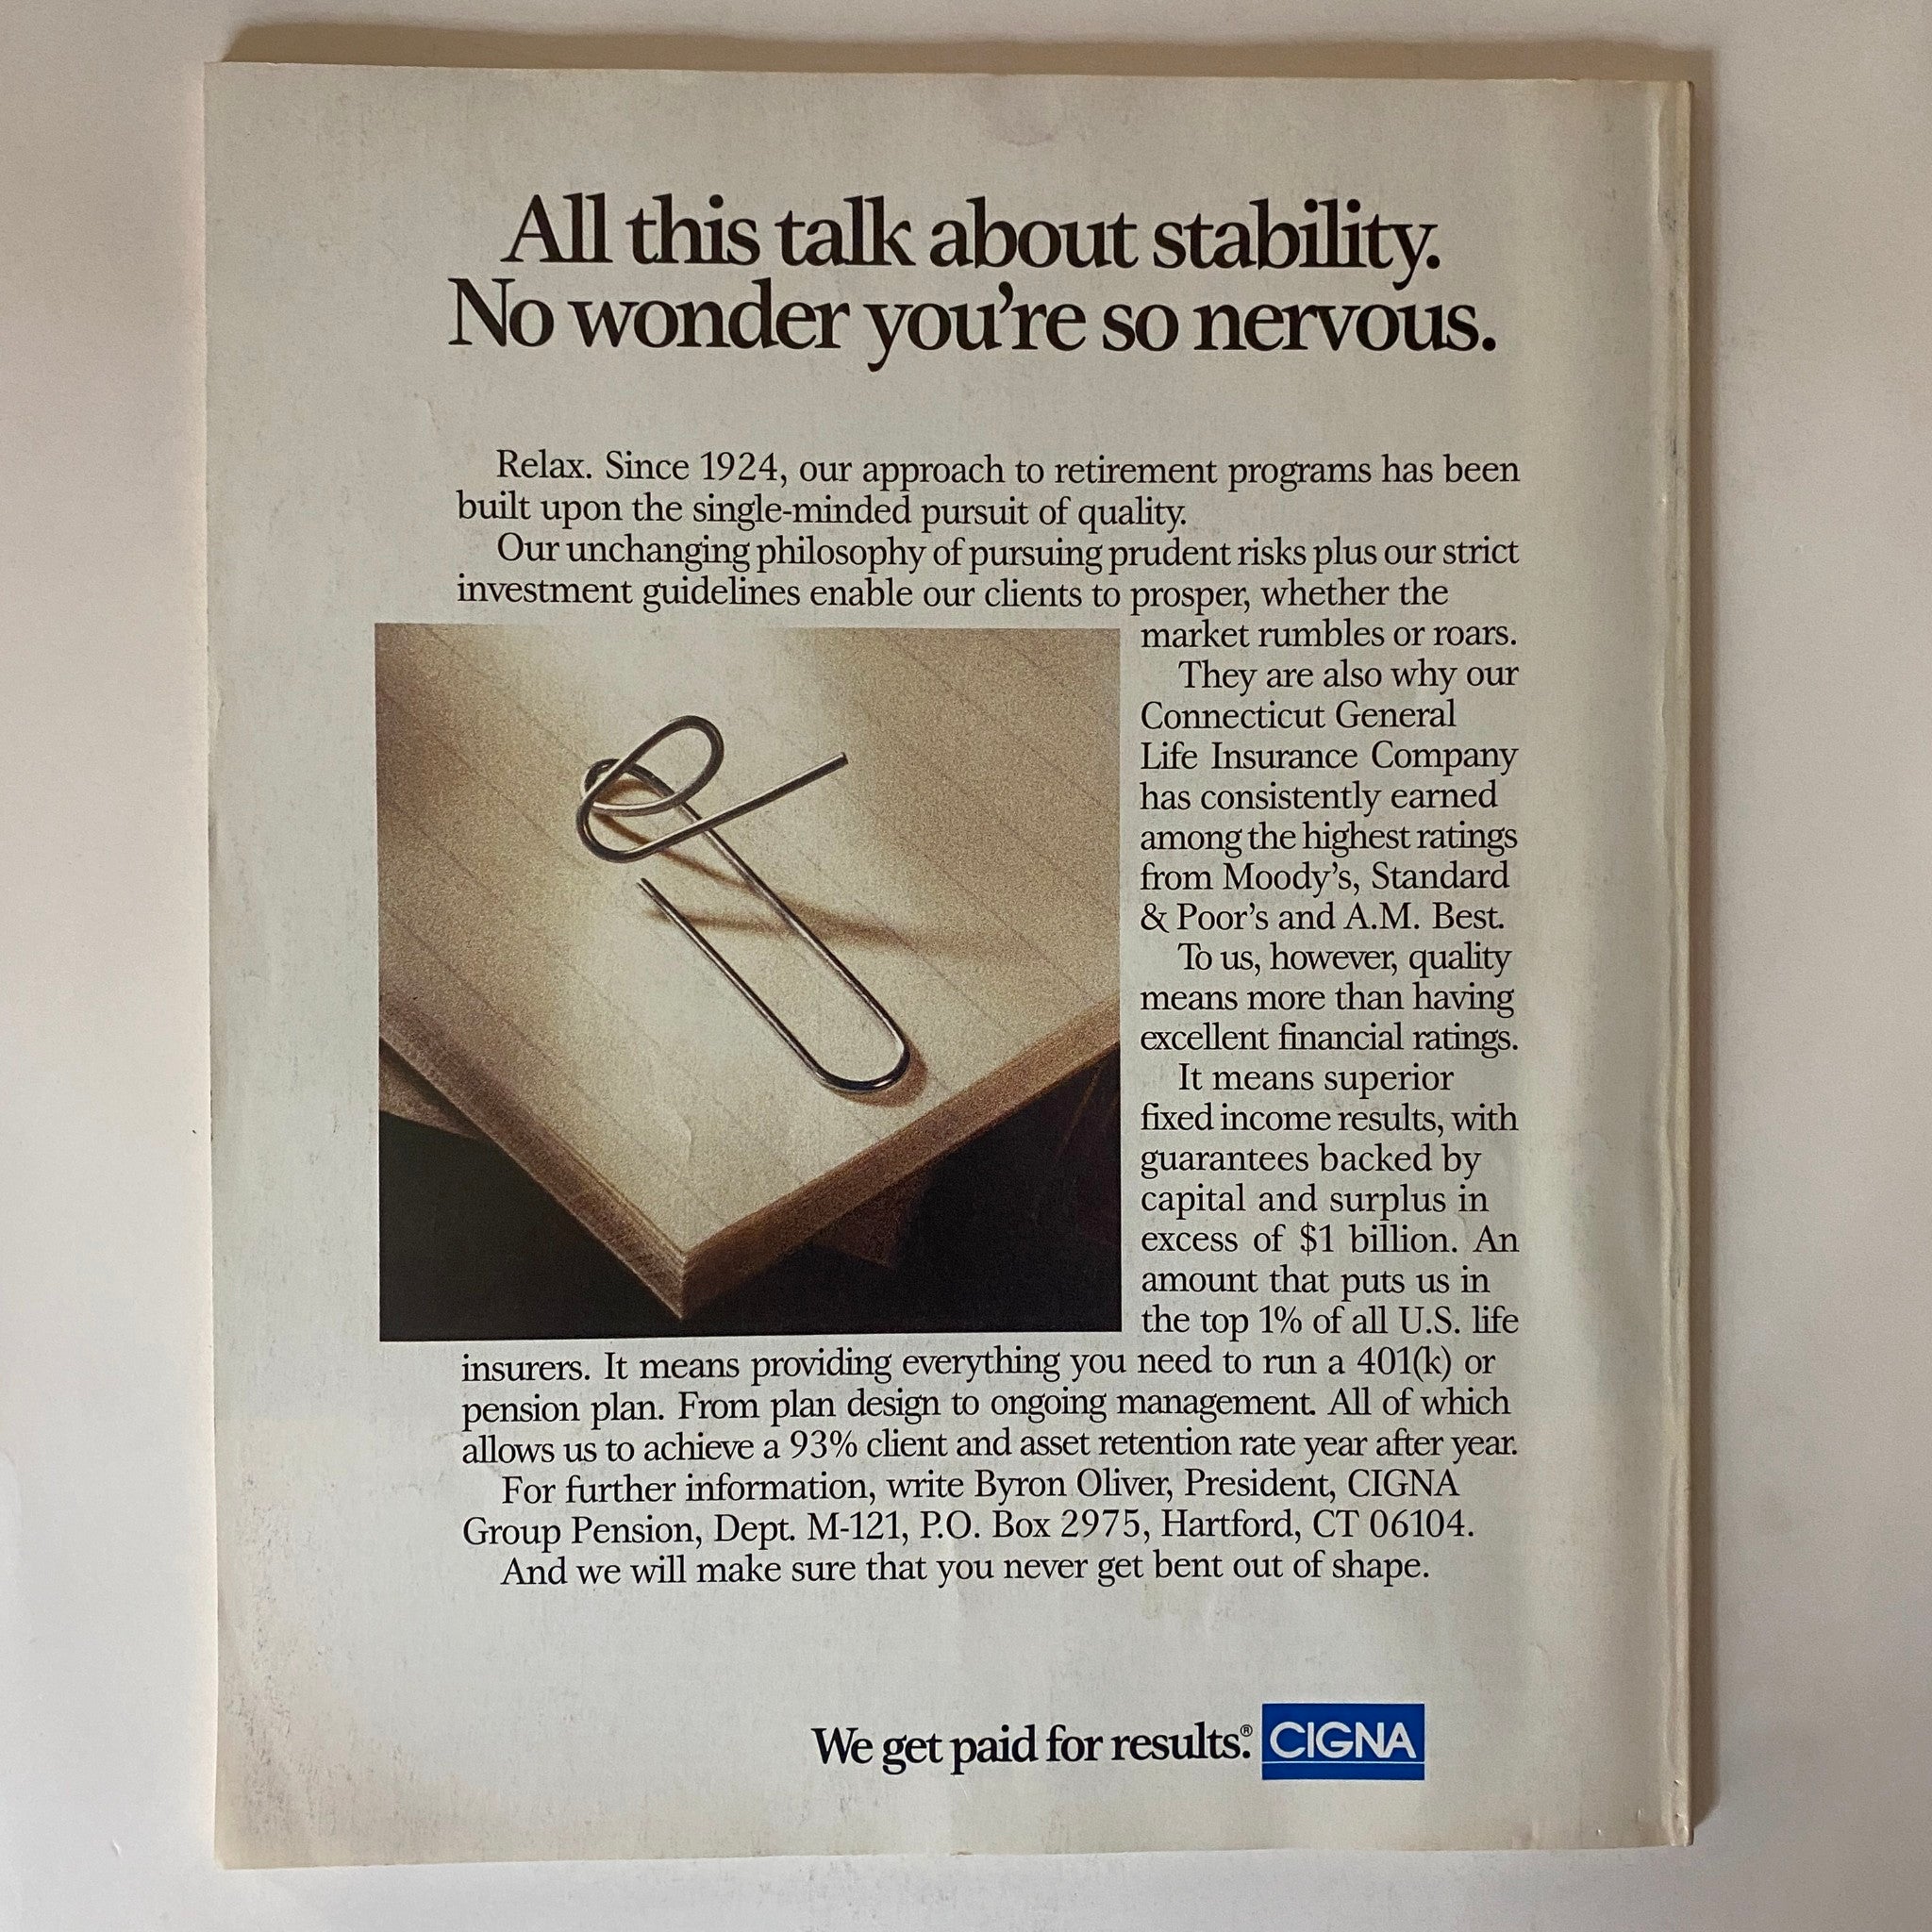 All this talk about stability.
No wonder you're so nervous.
Relax. Since 1924, our approach to retirement programs has been
built upon the single-minded pursuit of quality.
Our unchanging philosophy of pursuing prudent risks plus our strict
investment guidelines enable our clients to prosper, whether the
market rumbles or roars.
They are also why our
Connecticut General
Life Insurance Company
has consistently earned
among the highest ratings
from Moody's, Standard
& Poor's and A.M. Best.
To us, however, quality
means more than having
excellent financial ratings.
It means superior
fixed income results, with
guarantees backed by
capital and surplus in
excess of $1 billion. An
amount that puts us in
the top 1% of all U.S. life
insurers. It means providing everything you need to run a 401(k) or
pension plan. From plan design to ongoing management. All of which
allows us to achieve a 93% client and asset retention rate year after year.
For further information, write Byron Oliver, President, CIGNA
Group Pension, Dept. M-121, P.O. Box 2975, Hartford, CT 06104.
And we will make sure that you never get bent out of shape.
We get paid for results.® CIGNA